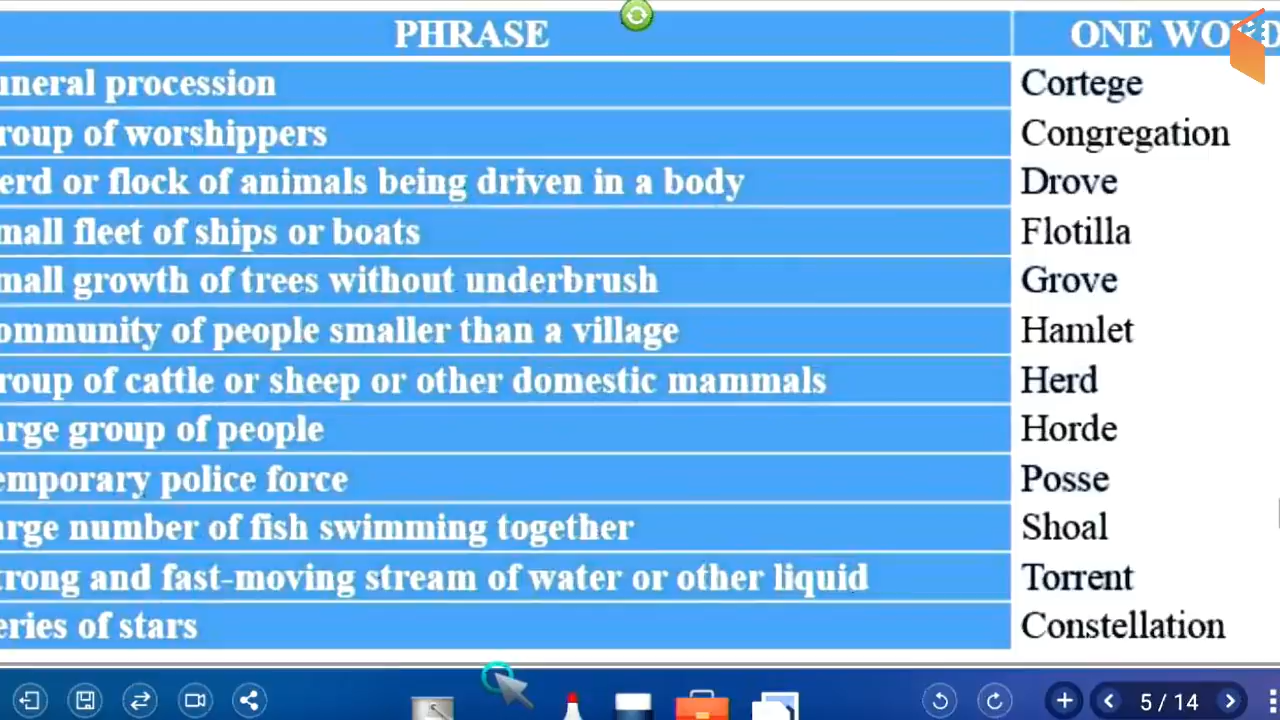 PHRASE ONE WORD
uneral procession Cortege
roup of worshippers Congregation
erd or flock of animals being driven in a body Drove
mall fleet of ships or boats Flotilla
mall growth of trees without underbrush Grove
ommunity of people smaller than a village Hamlet
roup of cattle or sheep or other domestic mammals Herd
arge group of people Horde
emporary police force Posse
arge number of fish swimming together Shoal
trong and fast-moving stream of water or other liquid Torrent
eries of stars Constellation
5 / 14